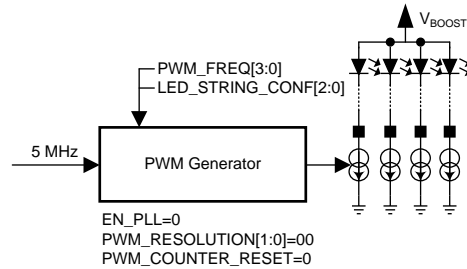 VBOOST
PWM_FREQ[3:0]
LED_STRING_CONF[2:0]
5 MHz
PWM Generator
EN_PLL=0
PWM_RESOLUTION[1:0]=00
PWM_COUNTER_RESET=0